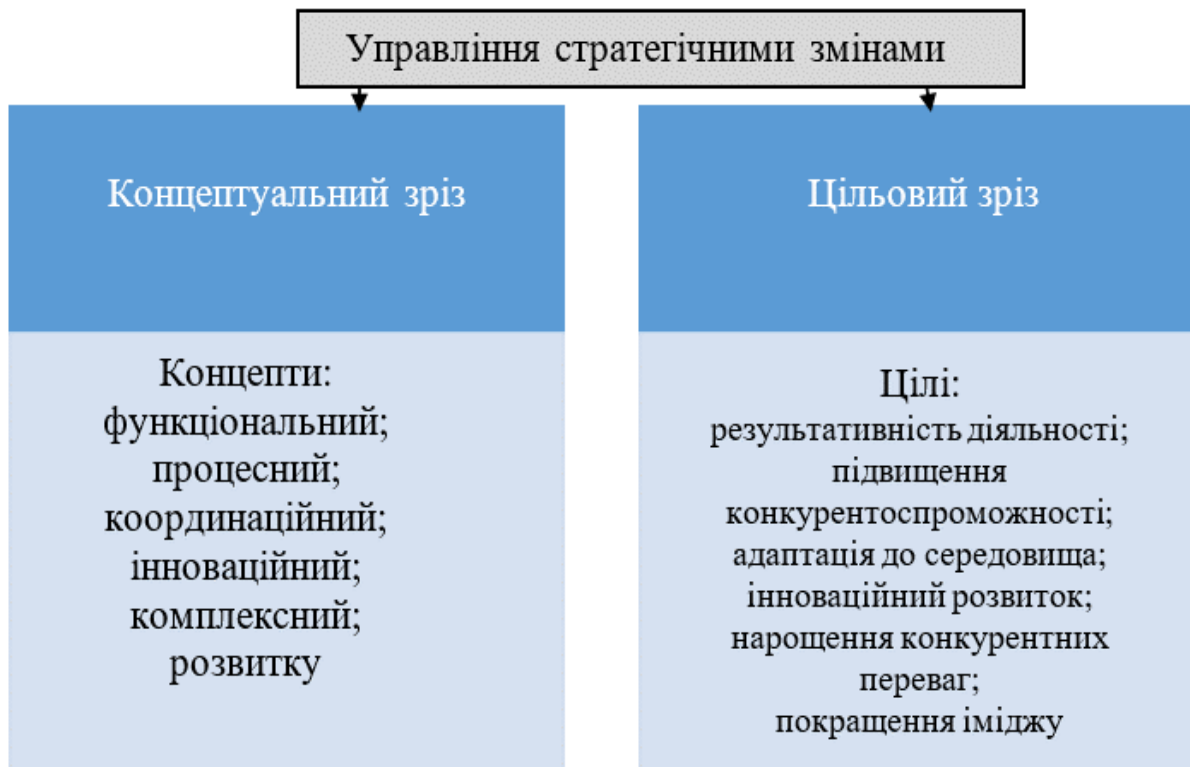 Управління стратегічними змінами
Концептуальний зріз
Концепти:
функціональний;
процесний;
координаційний;
інноваційний;
комплексний;
розвитку
Цільовий зріз
Цілі:
результативність діяльності;
підвищення
конкурентоспроможності;
адаптація до середовища;
інноваційний розвиток;
нарощення конкурентних
переваг;
покращення іміджу